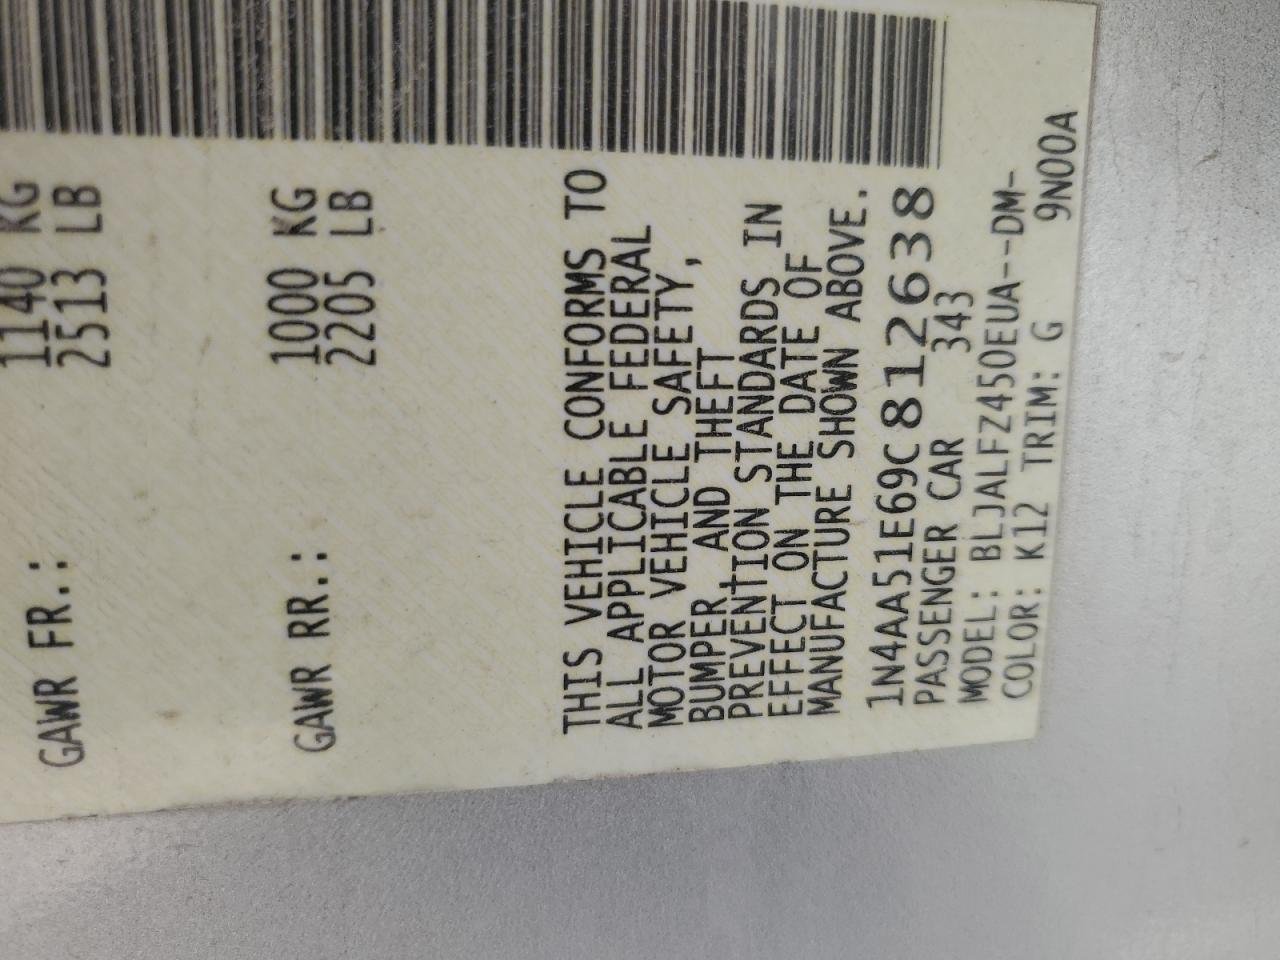 GAWR FR.: 1140 KG
2513 LB
GAWR RR.: 1000 KG
2205 LB
THIS VEHICLE CONFORMS TO
ALL APPLICABLE FEDERAL
MOTOR VEHICLE SAFETY,
BUMPER, AND THEFT
PREVENTION STANDARDS IN
EFFECT ON THE DATE OF
MANUFACTURE SHOWN ABOVE.
1N4AA51E69C812638
PASSENGER CAR 343
MODEL: BLJALFZ450EUA--DM-
COLOR: K12 TRIM: G 9N00A